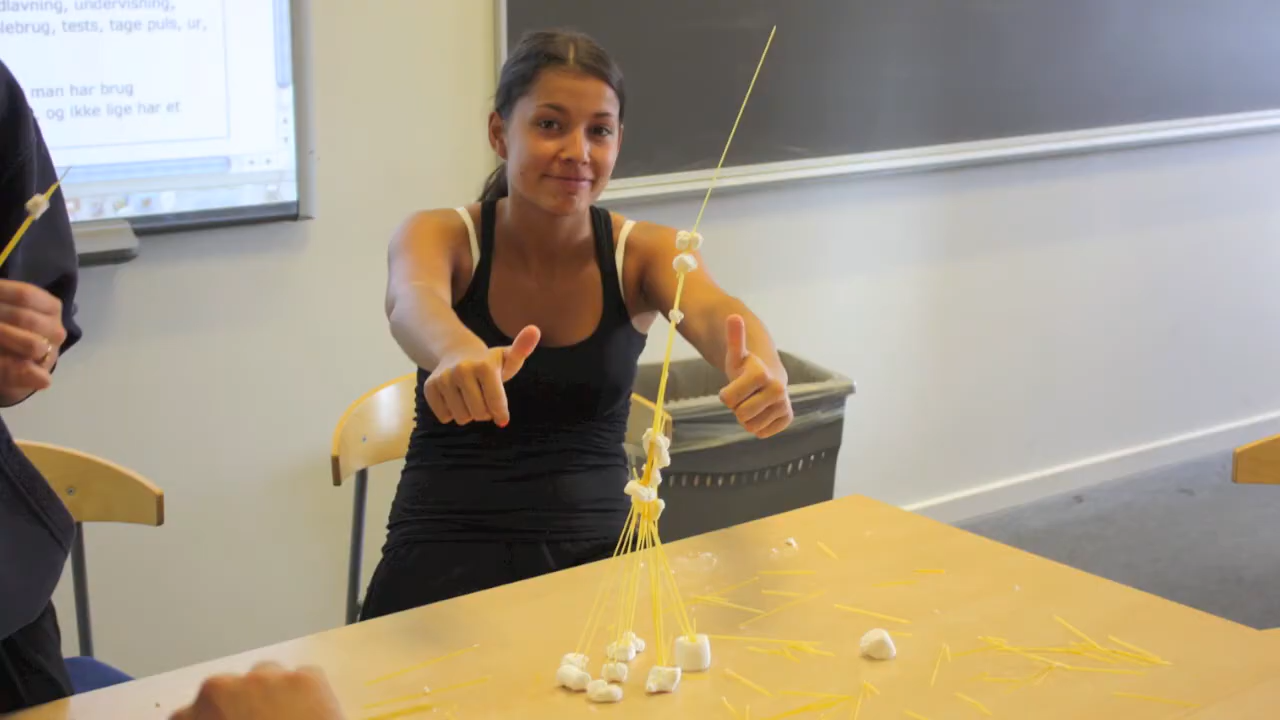 dlavning, undervisning,
lebrug, tests, tage puls, ur,
man har brug
, og ikke lige har et